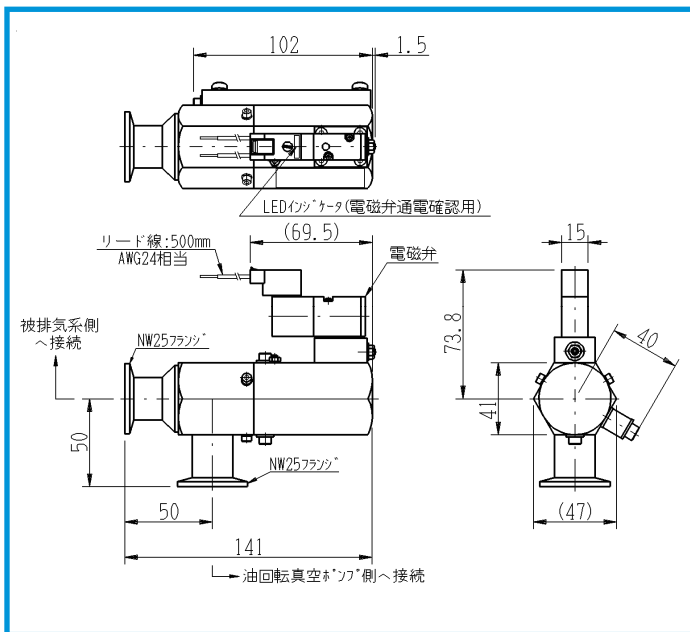 102
1.5
LEDｲﾝｼﾞｹｰﾀ(電磁弁通電確認用)
(69.5)
リード線:500mm
AWG24相当
電磁弁
15
被排気系側
へ接続
NW25ﾌﾗﾝｼﾞ
73.8
40
41
50
NW25ﾌﾗﾝｼﾞ
50
(47)
141
油回転真空ﾎﾟﾝﾌﾟ側へ接続